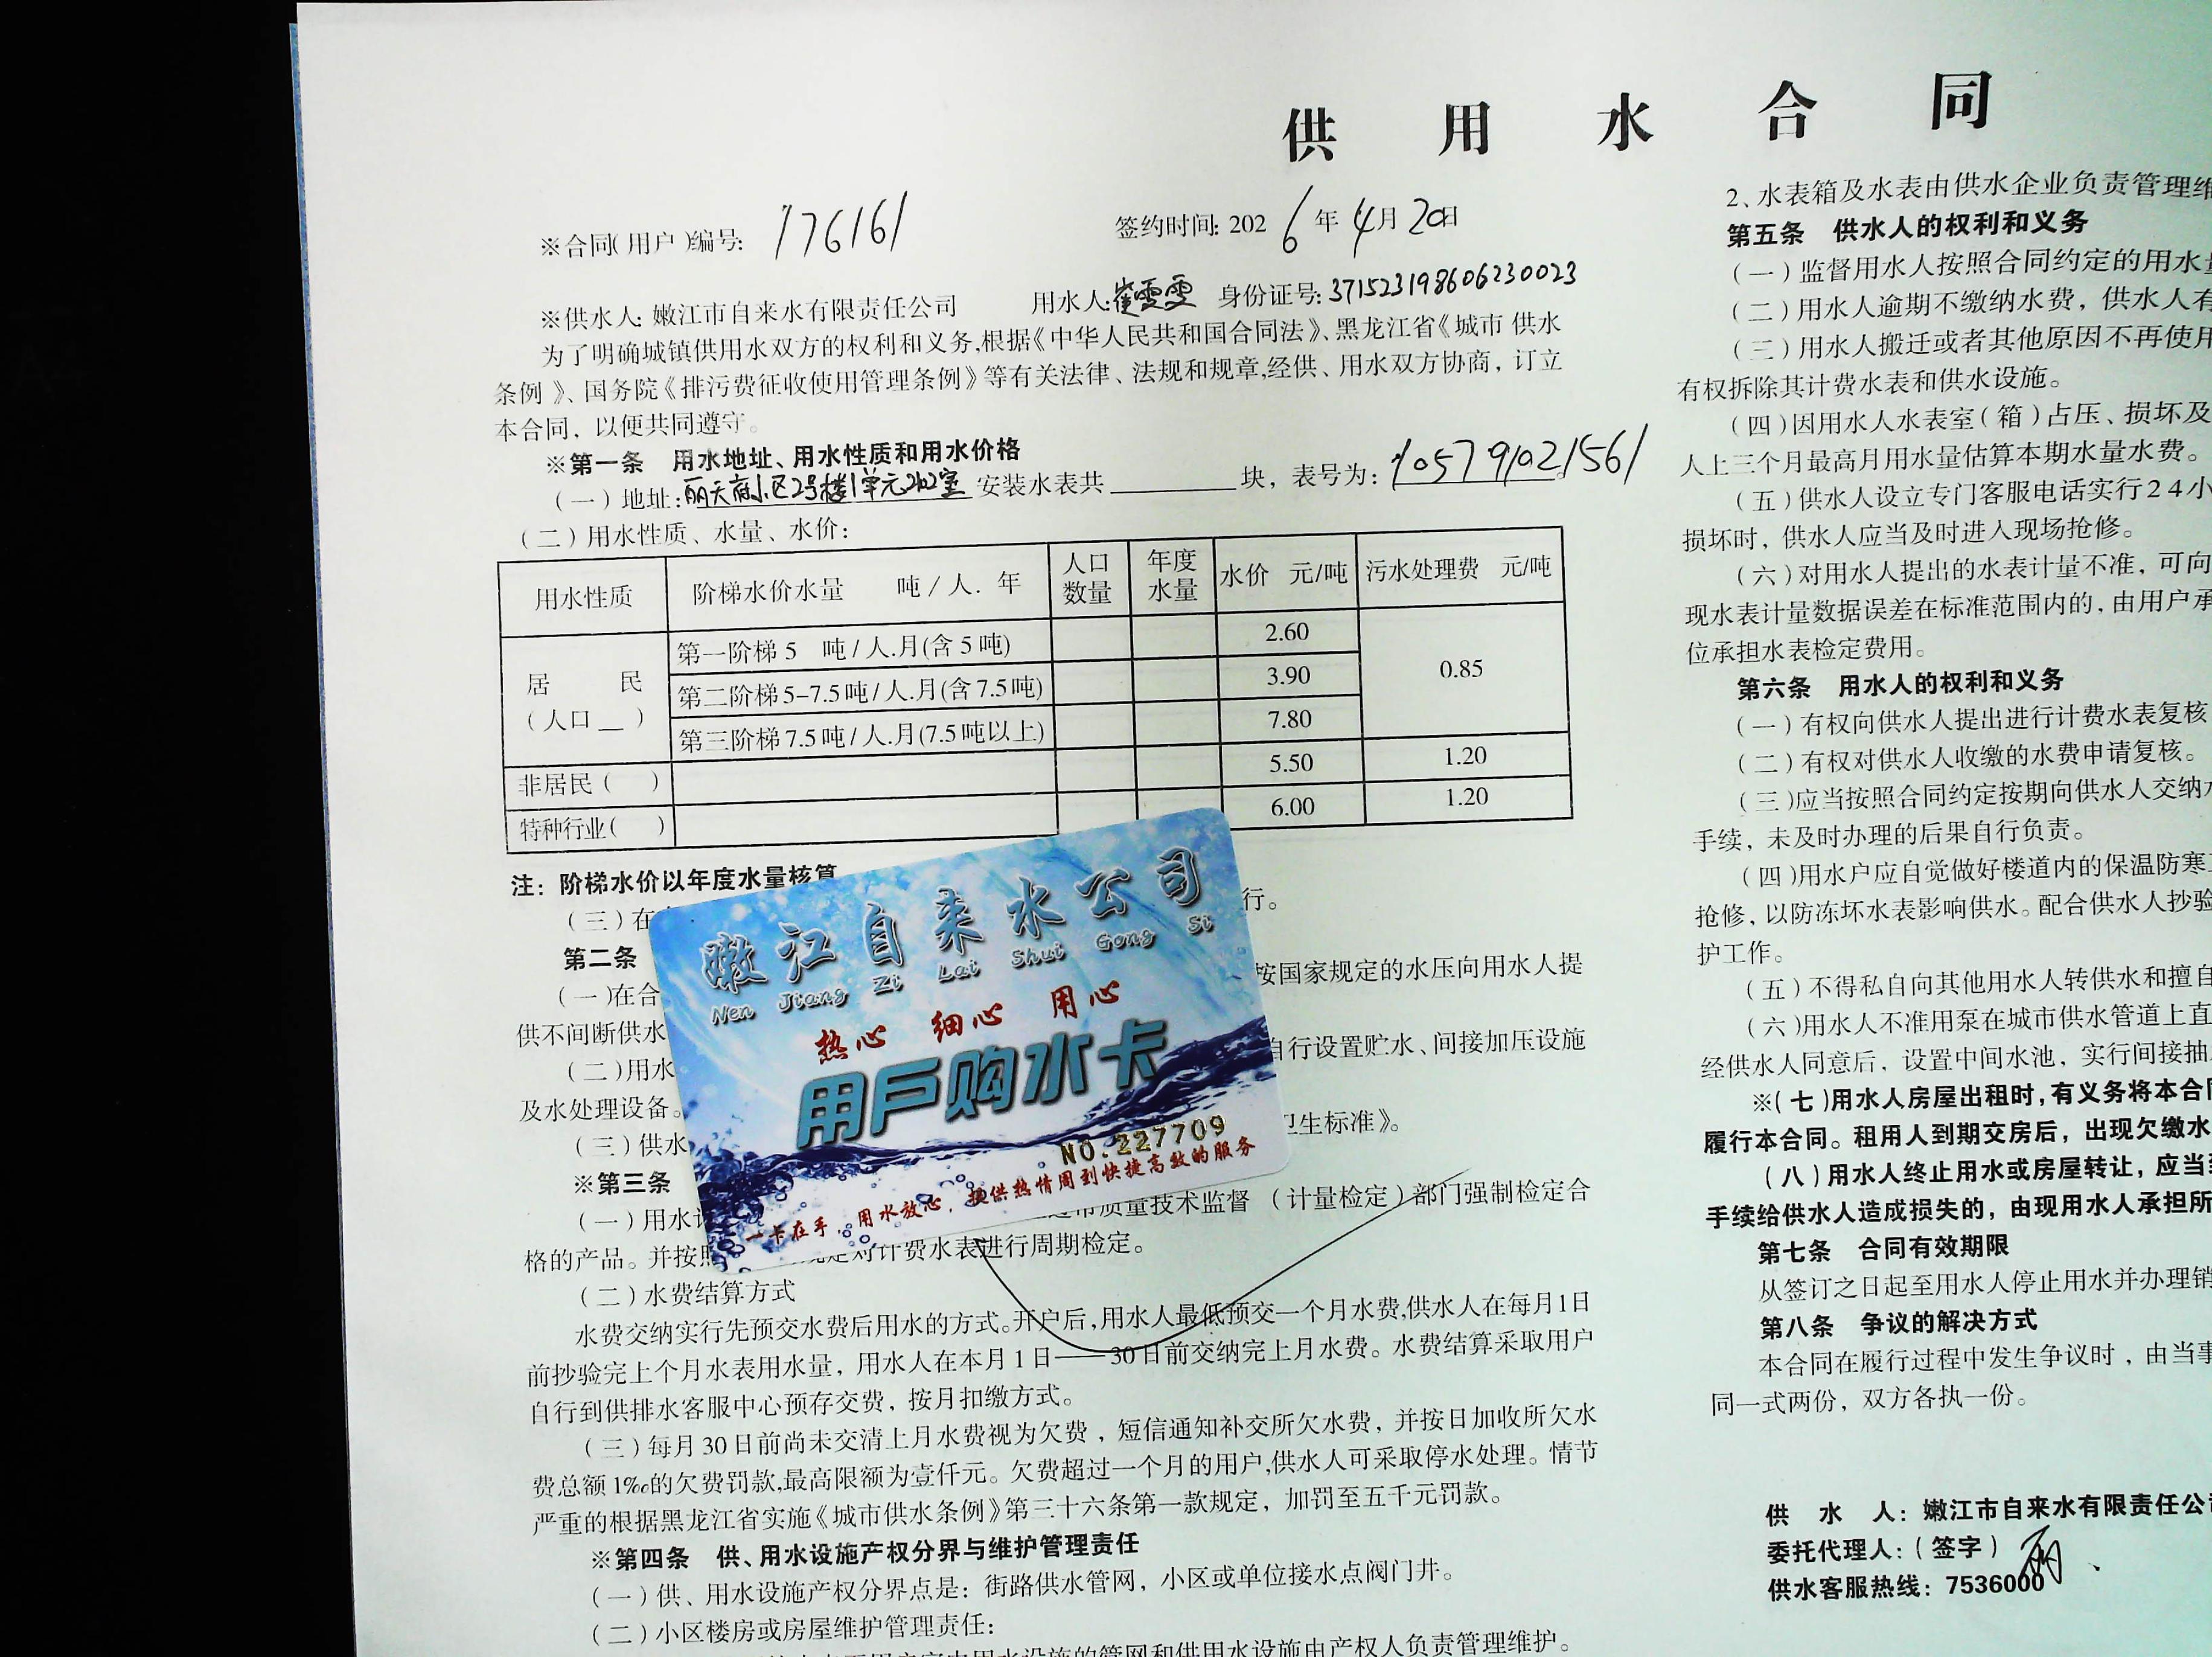 供用水合同
※合同(用户)编号: 176161 签约时间: 2026年4月20日
※供水人: 嫩江市自来水有限责任公司 用水人:崔雯雯 身份证号:371523198606230023
为了明确城镇供用水双方的权利和义务,根据《中华人民共和国合同法》、黑龙江省《城市 供水
条例》、国务院《排污费征收使用管理条例》等有关法律、法规和规章,经供、用水双方协商，订立
本合同，以便共同遵守。
※第一条 用水地址、用水性质和用水价格
(一)地址:丽天府小区2号楼1单元202室 安装水表共 块，表号为: 105791021561
(二)用水性质、水量、水价:
用水性质 阶梯水价水量 吨/人. 年 人口数量 年度水量 水价 元/吨 污水处理费 元/吨
居民(人口__) 第一阶梯5 吨/人.月(含5吨) 2.60 0.85
第二阶梯5-7.5吨/人.月(含7.5吨) 3.90
第三阶梯7.5吨/人.月(7.5吨以上) 7.80
非居民( ) 5.50 1.20
特种行业( ) 6.00 1.20
注：阶梯水价以年度水量核算
(三)在 行。
第二条
(一)在合 按国家规定的水压向用水人提
供不间断供水
(二)用水 自行设置贮水、间接加压设施
及水处理设备。
(三)供水 卫生标准》。
※第三条
(一)用水 质量技术监督 (计量检定)部门强制检定合
格的产品。并按照 定对计费水表进行周期检定。
(二)水费结算方式
水费交纳实行先预交水费后用水的方式。开户后,用水人最低预交一个月水费,供水人在每月1日
前抄验完上个月水表用水量，用水人在本月1日——30日前交纳完上月水费。水费结算采取用户
自行到供排水客服中心预存交费，按月扣缴方式。
(三)每月30日前尚未交清上月水费视为欠费，短信通知补交所欠水费，并按日加收所欠水
费总额1‰的欠费罚款,最高限额为壹仟元。欠费超过一个月的用户,供水人可采取停水处理。情节
严重的根据黑龙江省实施《城市供水条例》第三十六条第一款规定，加罚至五千元罚款。
※第四条 供、用水设施产权分界与维护管理责任
(一)供、用水设施产权分界点是：街路供水管网，小区或单位接水点阀门井。
(二)小区楼房或房屋维护管理责任：
用水设施的管网和供用水设施由产权人负责管理维护。
嫩江自来水公司
Nen Jiang Zi Lai Shui Gong Si
热心 细心 用心
用户购水卡
NO.227709
一卡在手，用水放心，提供热情周到快捷高效的服务
2、水表箱及水表由供水企业负责管理维
第五条 供水人的权利和义务
(一)监督用水人按照合同约定的用水量
(二)用水人逾期不缴纳水费，供水人有
(三)用水人搬迁或者其他原因不再使用
有权拆除其计费水表和供水设施。
(四)因用水人水表室(箱)占压、损坏及
人上三个月最高月用水量估算本期水量水费。
(五)供水人设立专门客服电话实行24小
损坏时，供水人应当及时进入现场抢修。
(六)对用水人提出的水表计量不准，可向
现水表计量数据误差在标准范围内的,由用户承
位承担水表检定费用。
第六条 用水人的权利和义务
(一)有权向供水人提出进行计费水表复核
(二)有权对供水人收缴的水费申请复核。
(三)应当按照合同约定按期向供水人交纳水
手续，未及时办理的后果自行负责。
(四)用水户应自觉做好楼道内的保温防寒工
抢修，以防冻坏水表影响供水。配合供水人抄验
护工作。
(五)不得私自向其他用水人转供水和擅自
(六)用水人不准用泵在城市供水管道上直
经供水人同意后，设置中间水池，实行间接抽
※(七)用水人房屋出租时,有义务将本合同
履行本合同。租用人到期交房后，出现欠缴水
(八)用水人终止用水或房屋转让，应当
手续给供水人造成损失的，由现用水人承担所
第七条 合同有效期限
从签订之日起至用水人停止用水并办理销
第八条 争议的解决方式
本合同在履行过程中发生争议时，由当事
同一式两份，双方各执一份。
供 水 人：嫩江市自来水有限责任公司
委托代理人:(签字)
供水客服热线：7536000